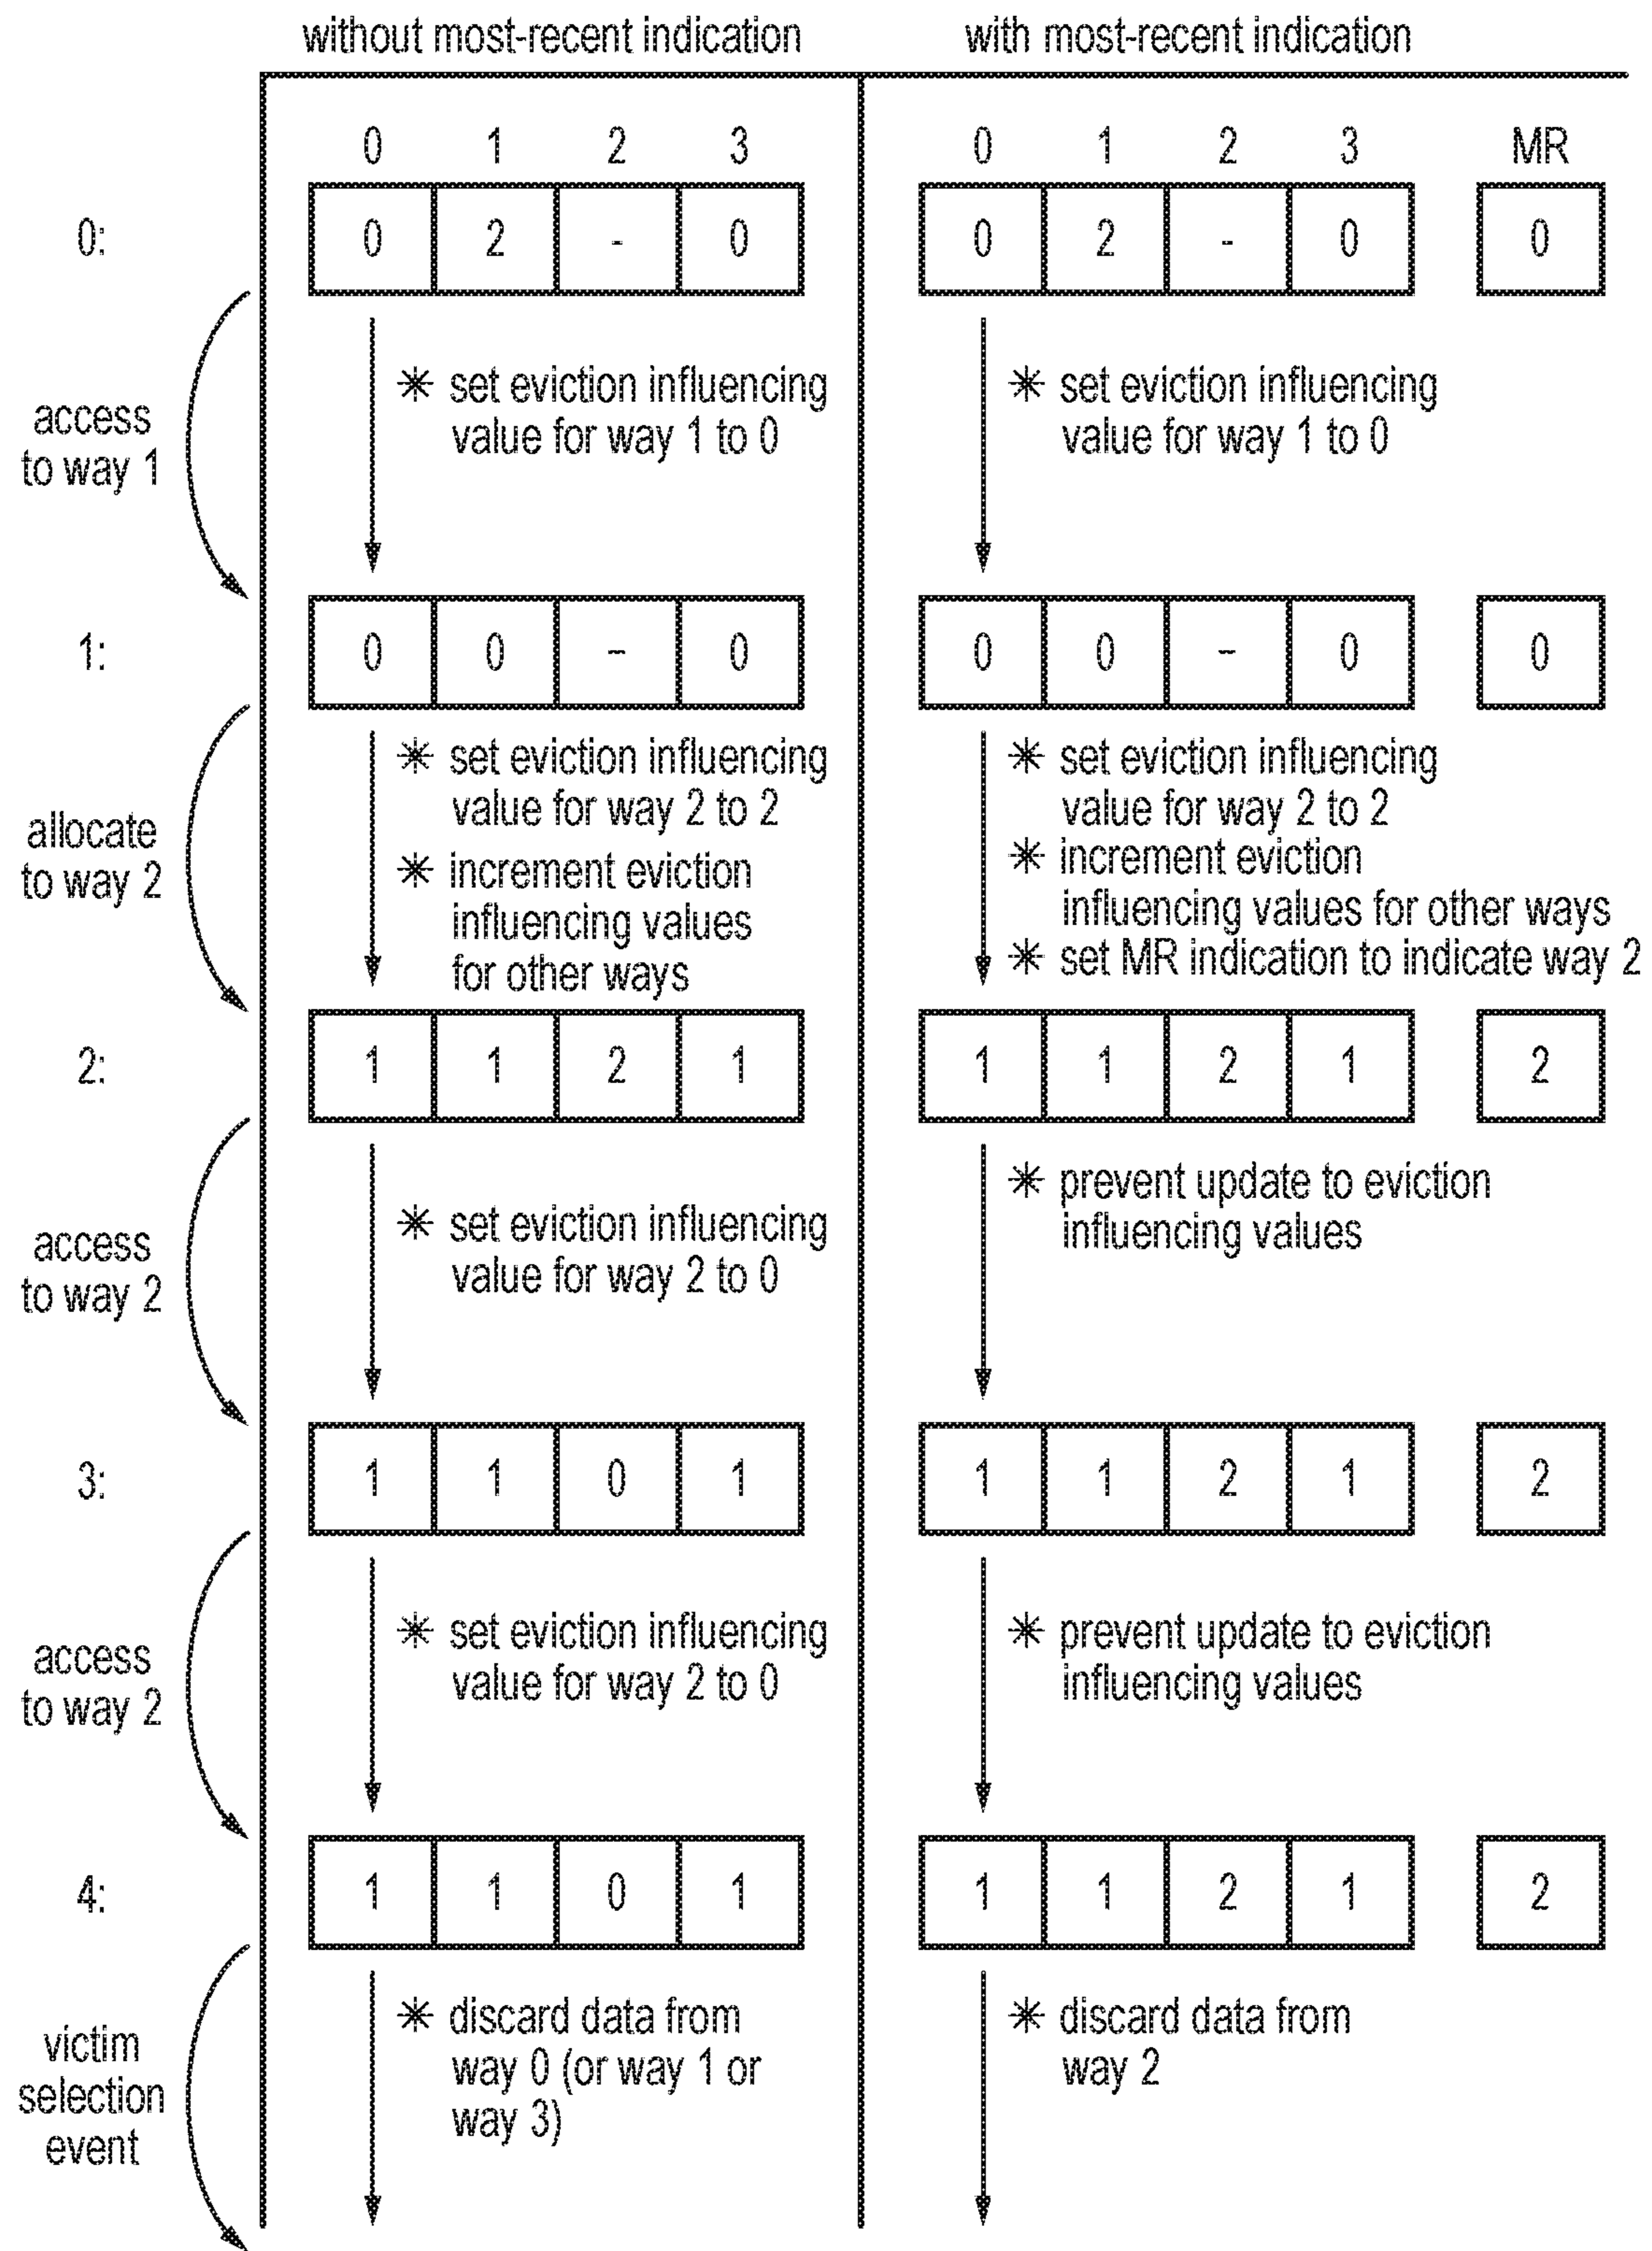 without most-recent indication with most-recent indication
0 1 2 3 0 1 2 3 MR
0: 0 2 - 0 0 2 - 0 0
access
to way 1
✳ set eviction influencing
value for way 1 to 0
✳ set eviction influencing
value for way 1 to 0
1: 0 0 – 0 0 0 – 0 0
allocate
to way 2
✳ set eviction influencing
value for way 2 to 2
✳ increment eviction
influencing values
for other ways
✳ set eviction influencing
value for way 2 to 2
✳ increment eviction
influencing values for other ways
✳ set MR indication to indicate way 2
2: 1 1 2 1 1 1 2 1 2
access
to way 2
✳ set eviction influencing
value for way 2 to 0
✳ prevent update to eviction
influencing values
3: 1 1 0 1 1 1 2 1 2
access
to way 2
✳ set eviction influencing
value for way 2 to 0
✳ prevent update to eviction
influencing values
4: 1 1 0 1 1 1 2 1 2
victim
selection
event
✳ discard data from
way 0 (or way 1 or
way 3)
✳ discard data from
way 2